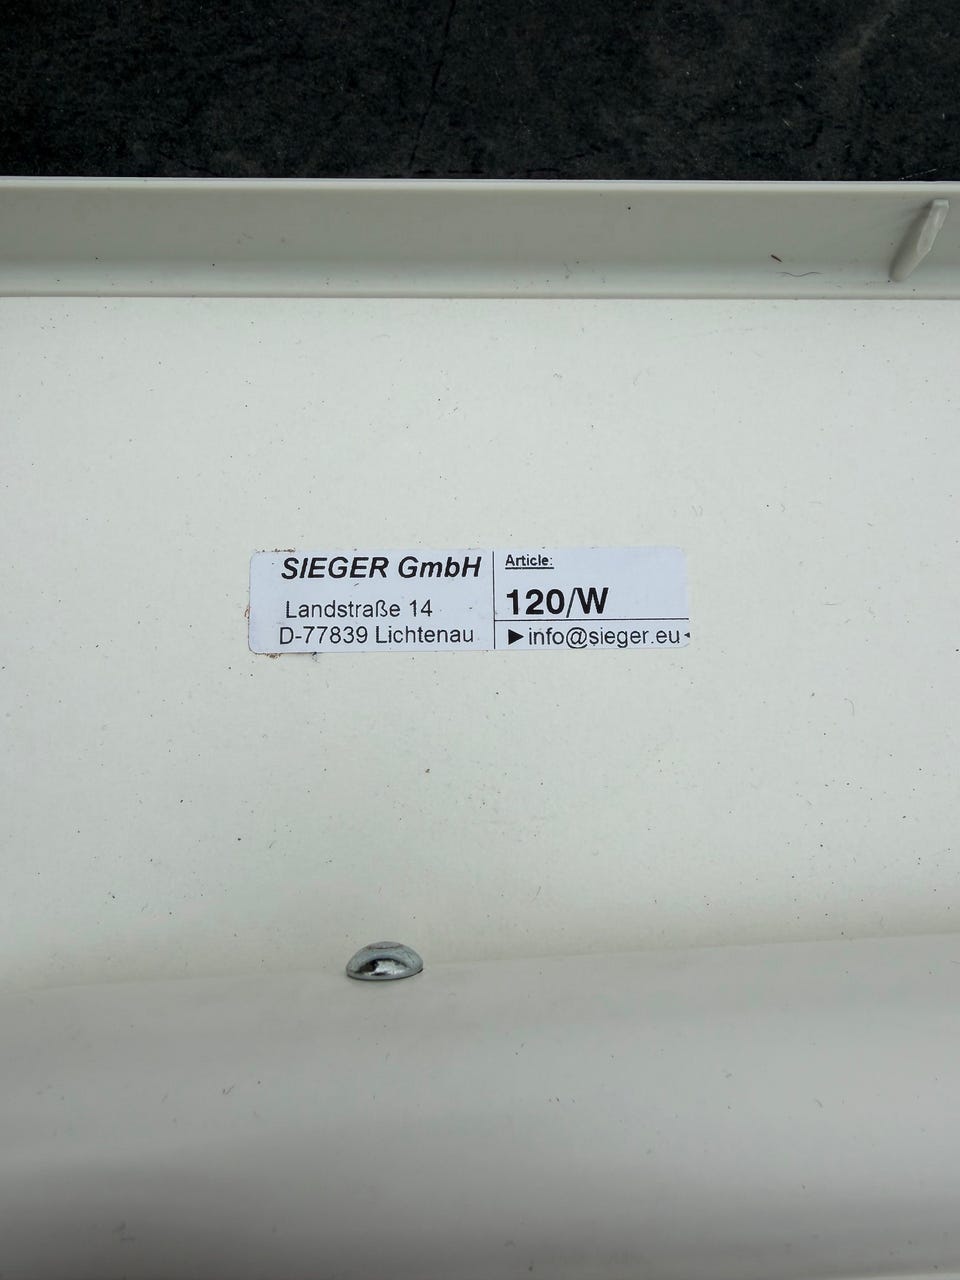 SIEGER GmbH
Landstraße 14
D-77839 Lichtenau
Article:
120/W
►info@sieger.eu◄